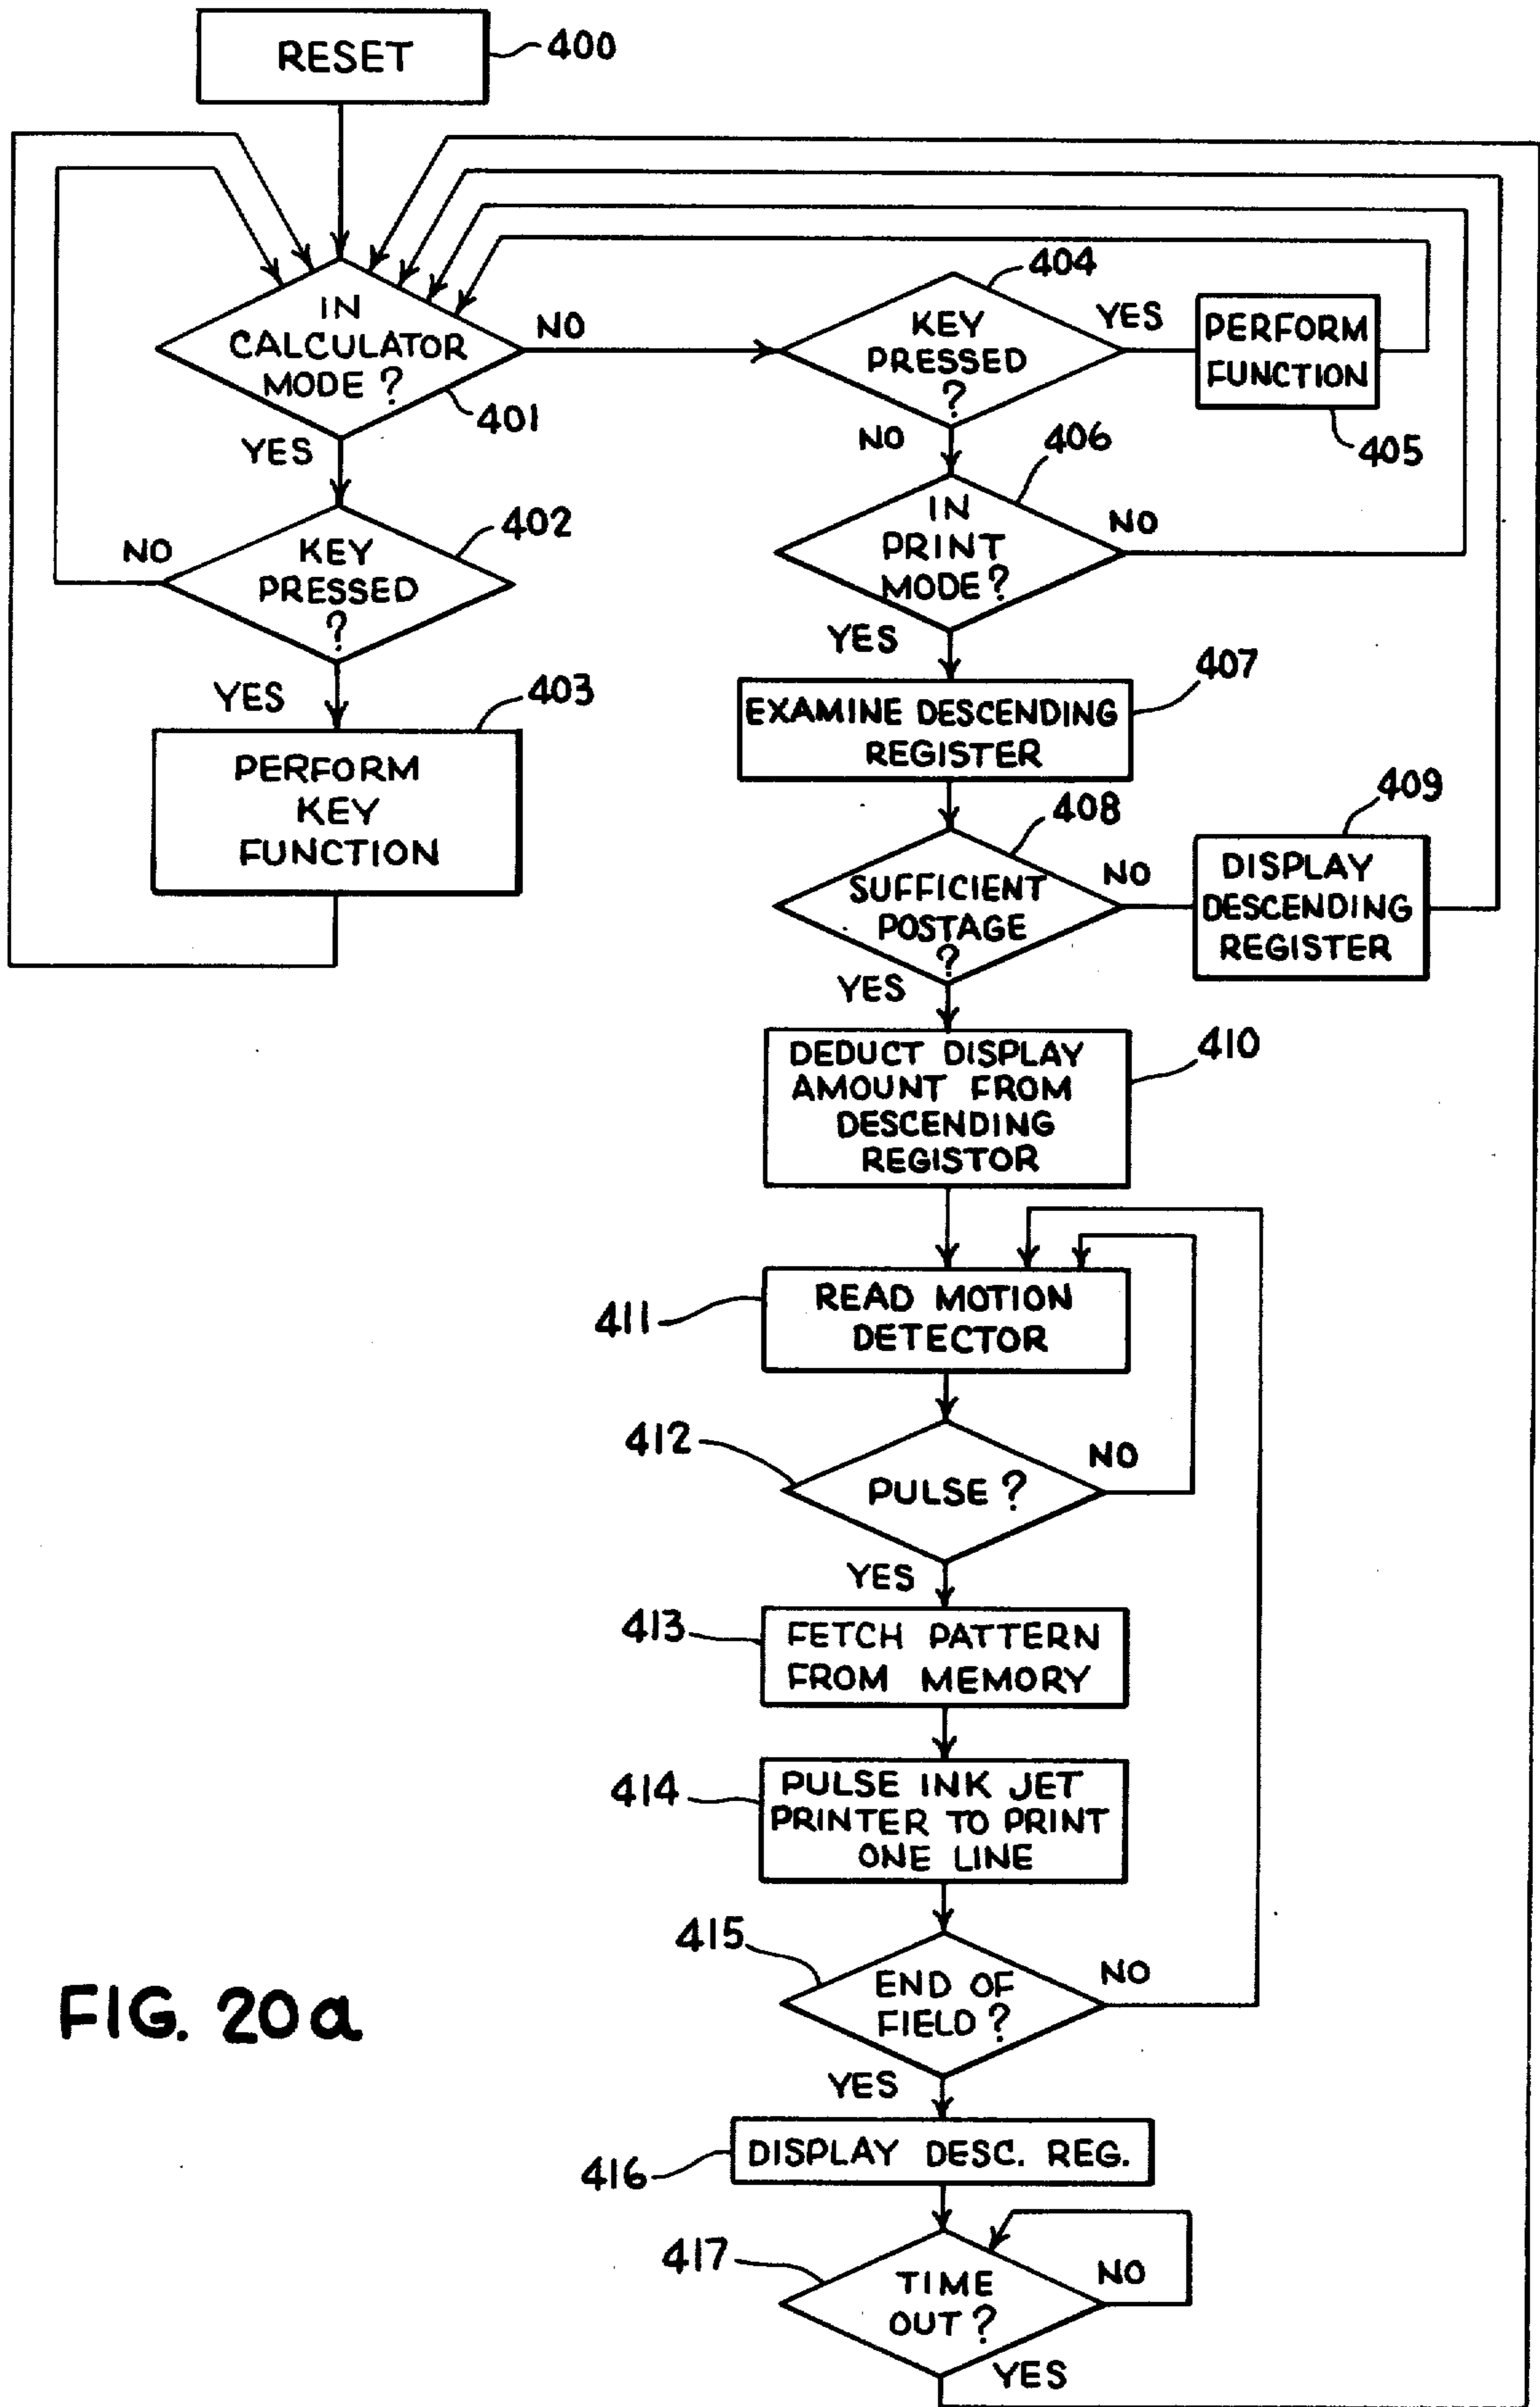 RESET
400
IN
CALCULATOR
MODE ?
401
NO
YES
KEY
PRESSED
?
402
NO
YES
PERFORM
KEY
FUNCTION
403
KEY
PRESSED
?
404
YES
NO
PERFORM
FUNCTION
405
IN
PRINT
MODE ?
406
NO
YES
EXAMINE DESCENDING
REGISTER
407
SUFFICIENT
POSTAGE
?
408
NO
YES
DISPLAY
DESCENDING
REGISTER
409
DEDUCT DISPLAY
AMOUNT FROM
DESCENDING
REGISTOR
410
READ MOTION
DETECTOR
411
PULSE ?
412
NO
YES
FETCH PATTERN
FROM MEMORY
413
PULSE INK JET
PRINTER TO PRINT
ONE LINE
414
END OF
FIELD ?
415
NO
YES
DISPLAY DESC. REG.
416
TIME
OUT ?
417
NO
YES
FIG. 20a